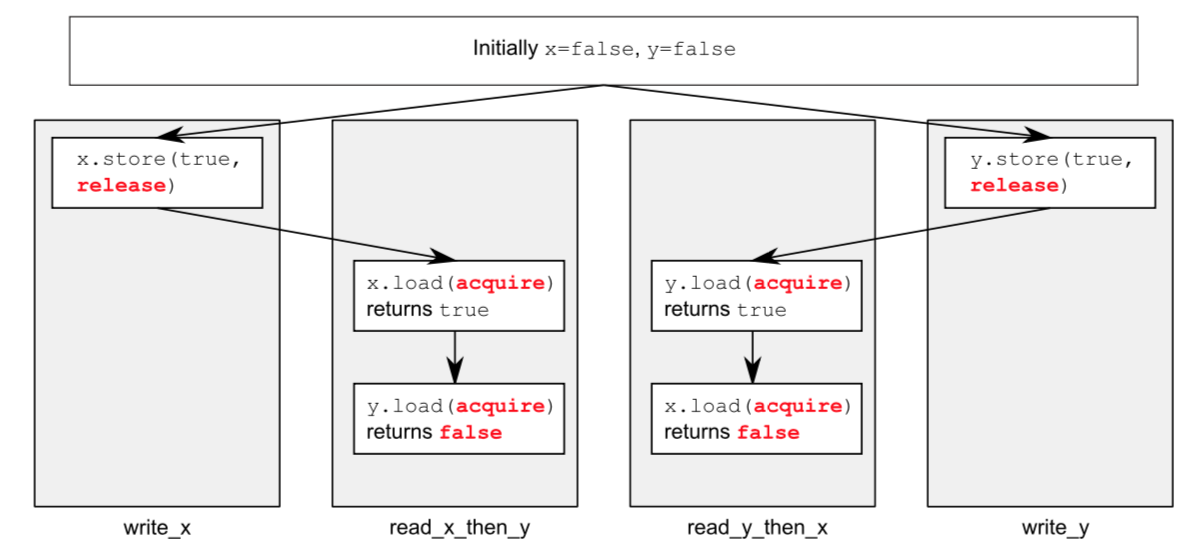 Initially x=false, y=false
x.store(true,
release)
y.store(true,
release)
x.load(acquire)
returns true
y.load(acquire)
returns true
y.load(acquire)
returns false
x.load(acquire)
returns false
write_x
read_x_then_y
read_y_then_x
write_y